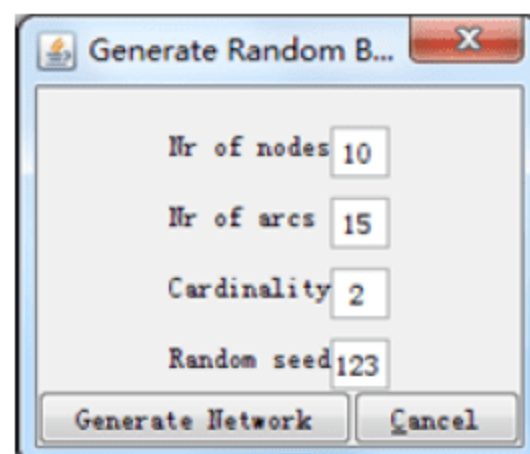 Generate Random B...
Nr of nodes 10
Nr of arcs 15
Cardinality 2
Random seed 123
Generate Network Cancel